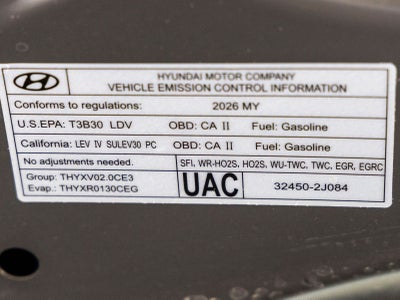 HYUNDAI MOTOR COMPANY
VEHICLE EMISSION CONTROL INFORMATION
Conforms to regulations: 2026 MY
U.S.EPA: T3B30 LDV OBD: CA II Fuel: Gasoline
California: LEV IV SULEV30 PC OBD: CA II Fuel: Gasoline
No adjustments needed. SFI, WR-HO2S, HO2S, WU-TWC, TWC, EGR, EGRC
Group: THYXV02.0CE3
Evap.: THYXR0130CEG
UAC 32450-2J084